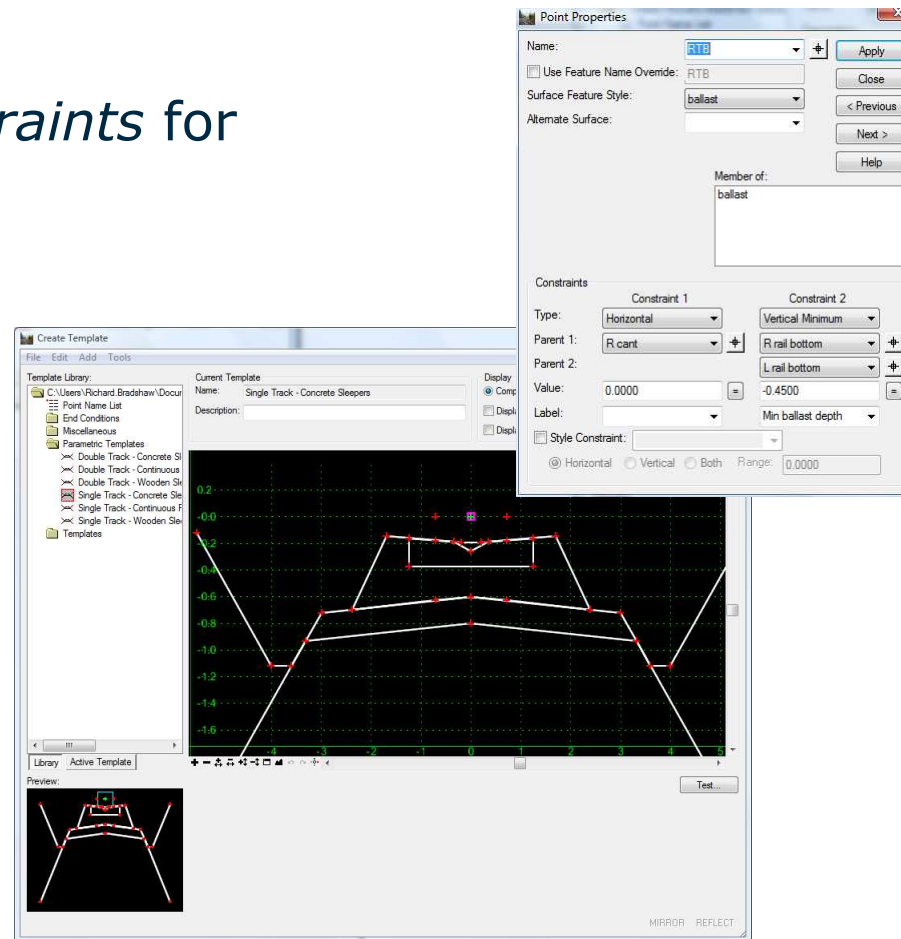 raints for
Point Properties
Name: RTB Apply
Use Feature Name Override: RTB Close
Surface Feature Style: ballast < Previous
Alternate Surface: Next >
Help
Member of:
ballast
Constraints
Constraint 1 Constraint 2
Type: Horizontal Vertical Minimum
Parent 1: R cant R rail bottom
Parent 2: L rail bottom
Value: 0.0000 = -0.4500 =
Label: Min ballast depth
Style Constraint:
Horizontal Vertical Both Range: 0.0000
Create Template
File Edit Add Tools
Template Library: Current Template Display
C:\Users\Richard.Bradshaw\Docur Name: Single Track - Concrete Sleepers Comp
Point Name List Description: Displa
End Conditions Displa
Miscellaneous
Parametric Templates
Double Track - Concrete Sl
Double Track - Continuous
Double Track - Wooden Sle
Single Track - Concrete Sle
Single Track - Continuous F
Single Track - Wooden Slee
Templates
0.2
-0.0
-0.2
-0.4
-0.6
-0.8
-1.0
-1.2
-1.4
-1.6
-4 -3 -2 -1 0 1 2 3 4 5
Library Active Template
Preview: Test...
MIRROR REFLECT